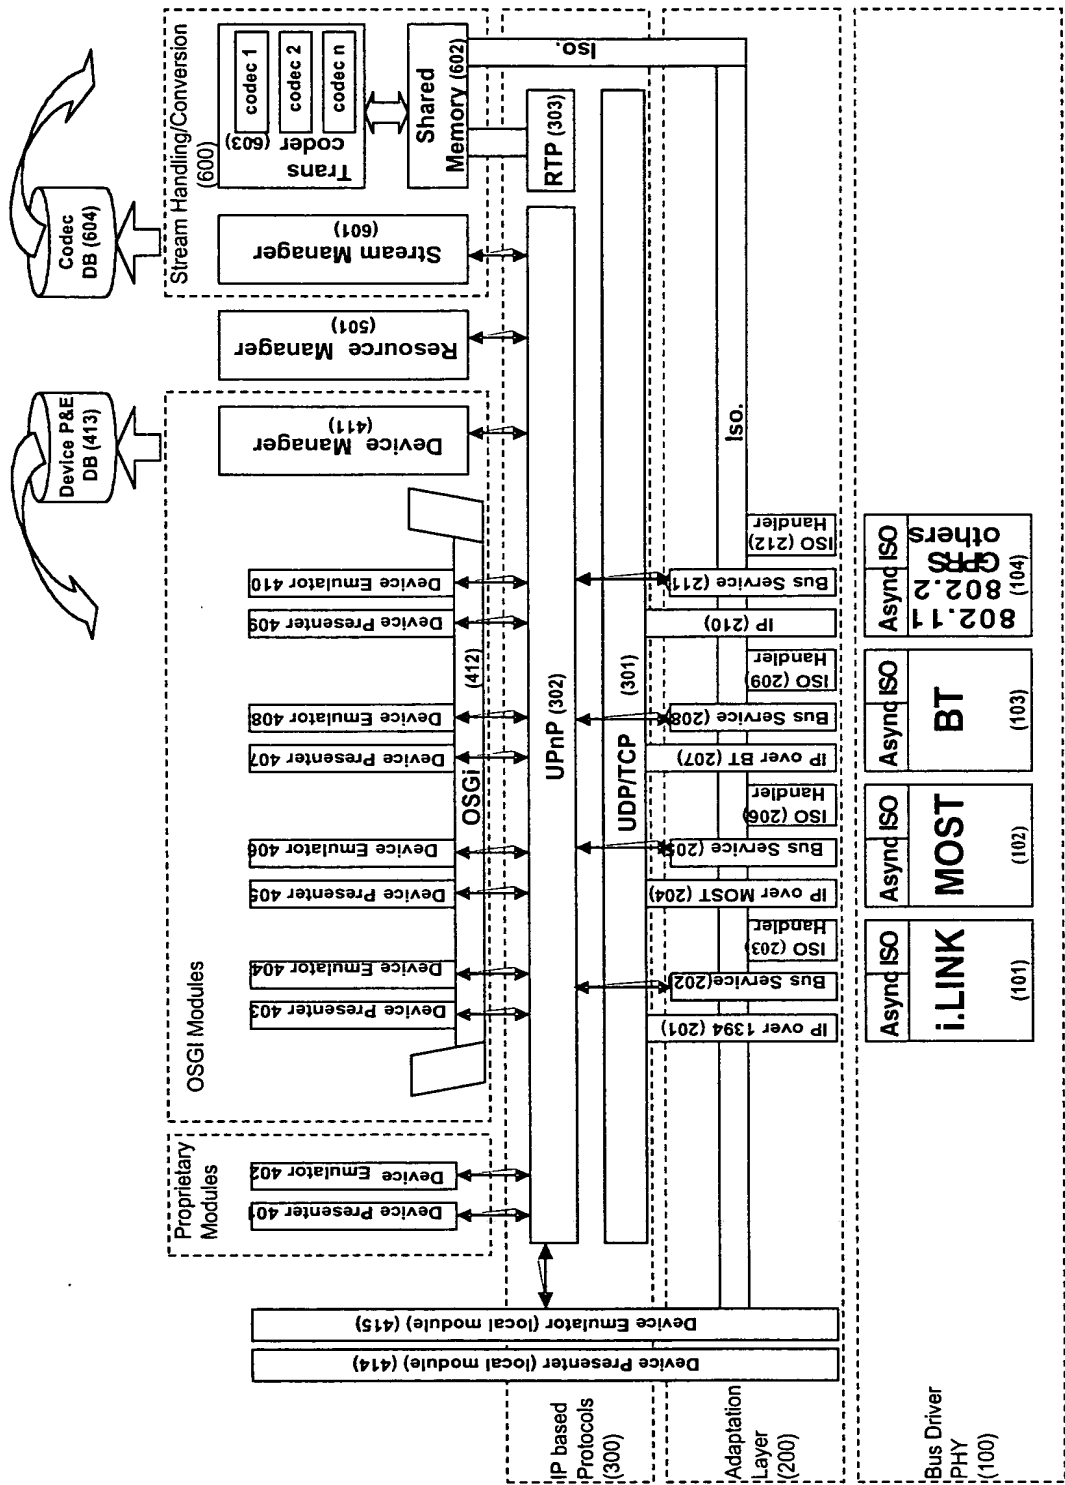 Codec
DB (604)
Device P&E
DB (413)
Stream Handling/Conversion
(600)
Trans
coder
(603)
codec 1
codec 2
codec n
Shared
Memory (602)
Stream Manager
(601)
Resource Manager
(501)
OSGI Modules
Device Manager
(411)
Device Emulator 410
Device Presenter 409
Device Emulator 408
Device Presenter 407
Device Emulator 406
Device Presenter 405
Device Emulator 404
Device Presenter 403
OSGi
(412)
Proprietary
Modules
Device Emulator 402
Device Presenter 401
Device Emulator (local module) (415)
Device Presenter (local module) (414)
IP based
Protocols
(300)
RTP (303)
UPnP (302)
UDP/TCP
(301)
Iso.
Iso.
Adaptation
Layer
(200)
IP over 1394 (201)
Bus Service(202)
ISO (203)
Handler
IP over MOST (204)
Bus Service (205)
ISO (206)
Handler
IP over BT (207)
Bus Service (208)
ISO (209)
Handler
IP (210)
Bus Service (211)
ISO (212)
Handler
Bus Driver
PHY
(100)
Async ISO
i.LINK
(101)
Async ISO
MOST
(102)
Async ISO
BT
(103)
Async ISO
802.11
802.2
GPRS
others
(104)